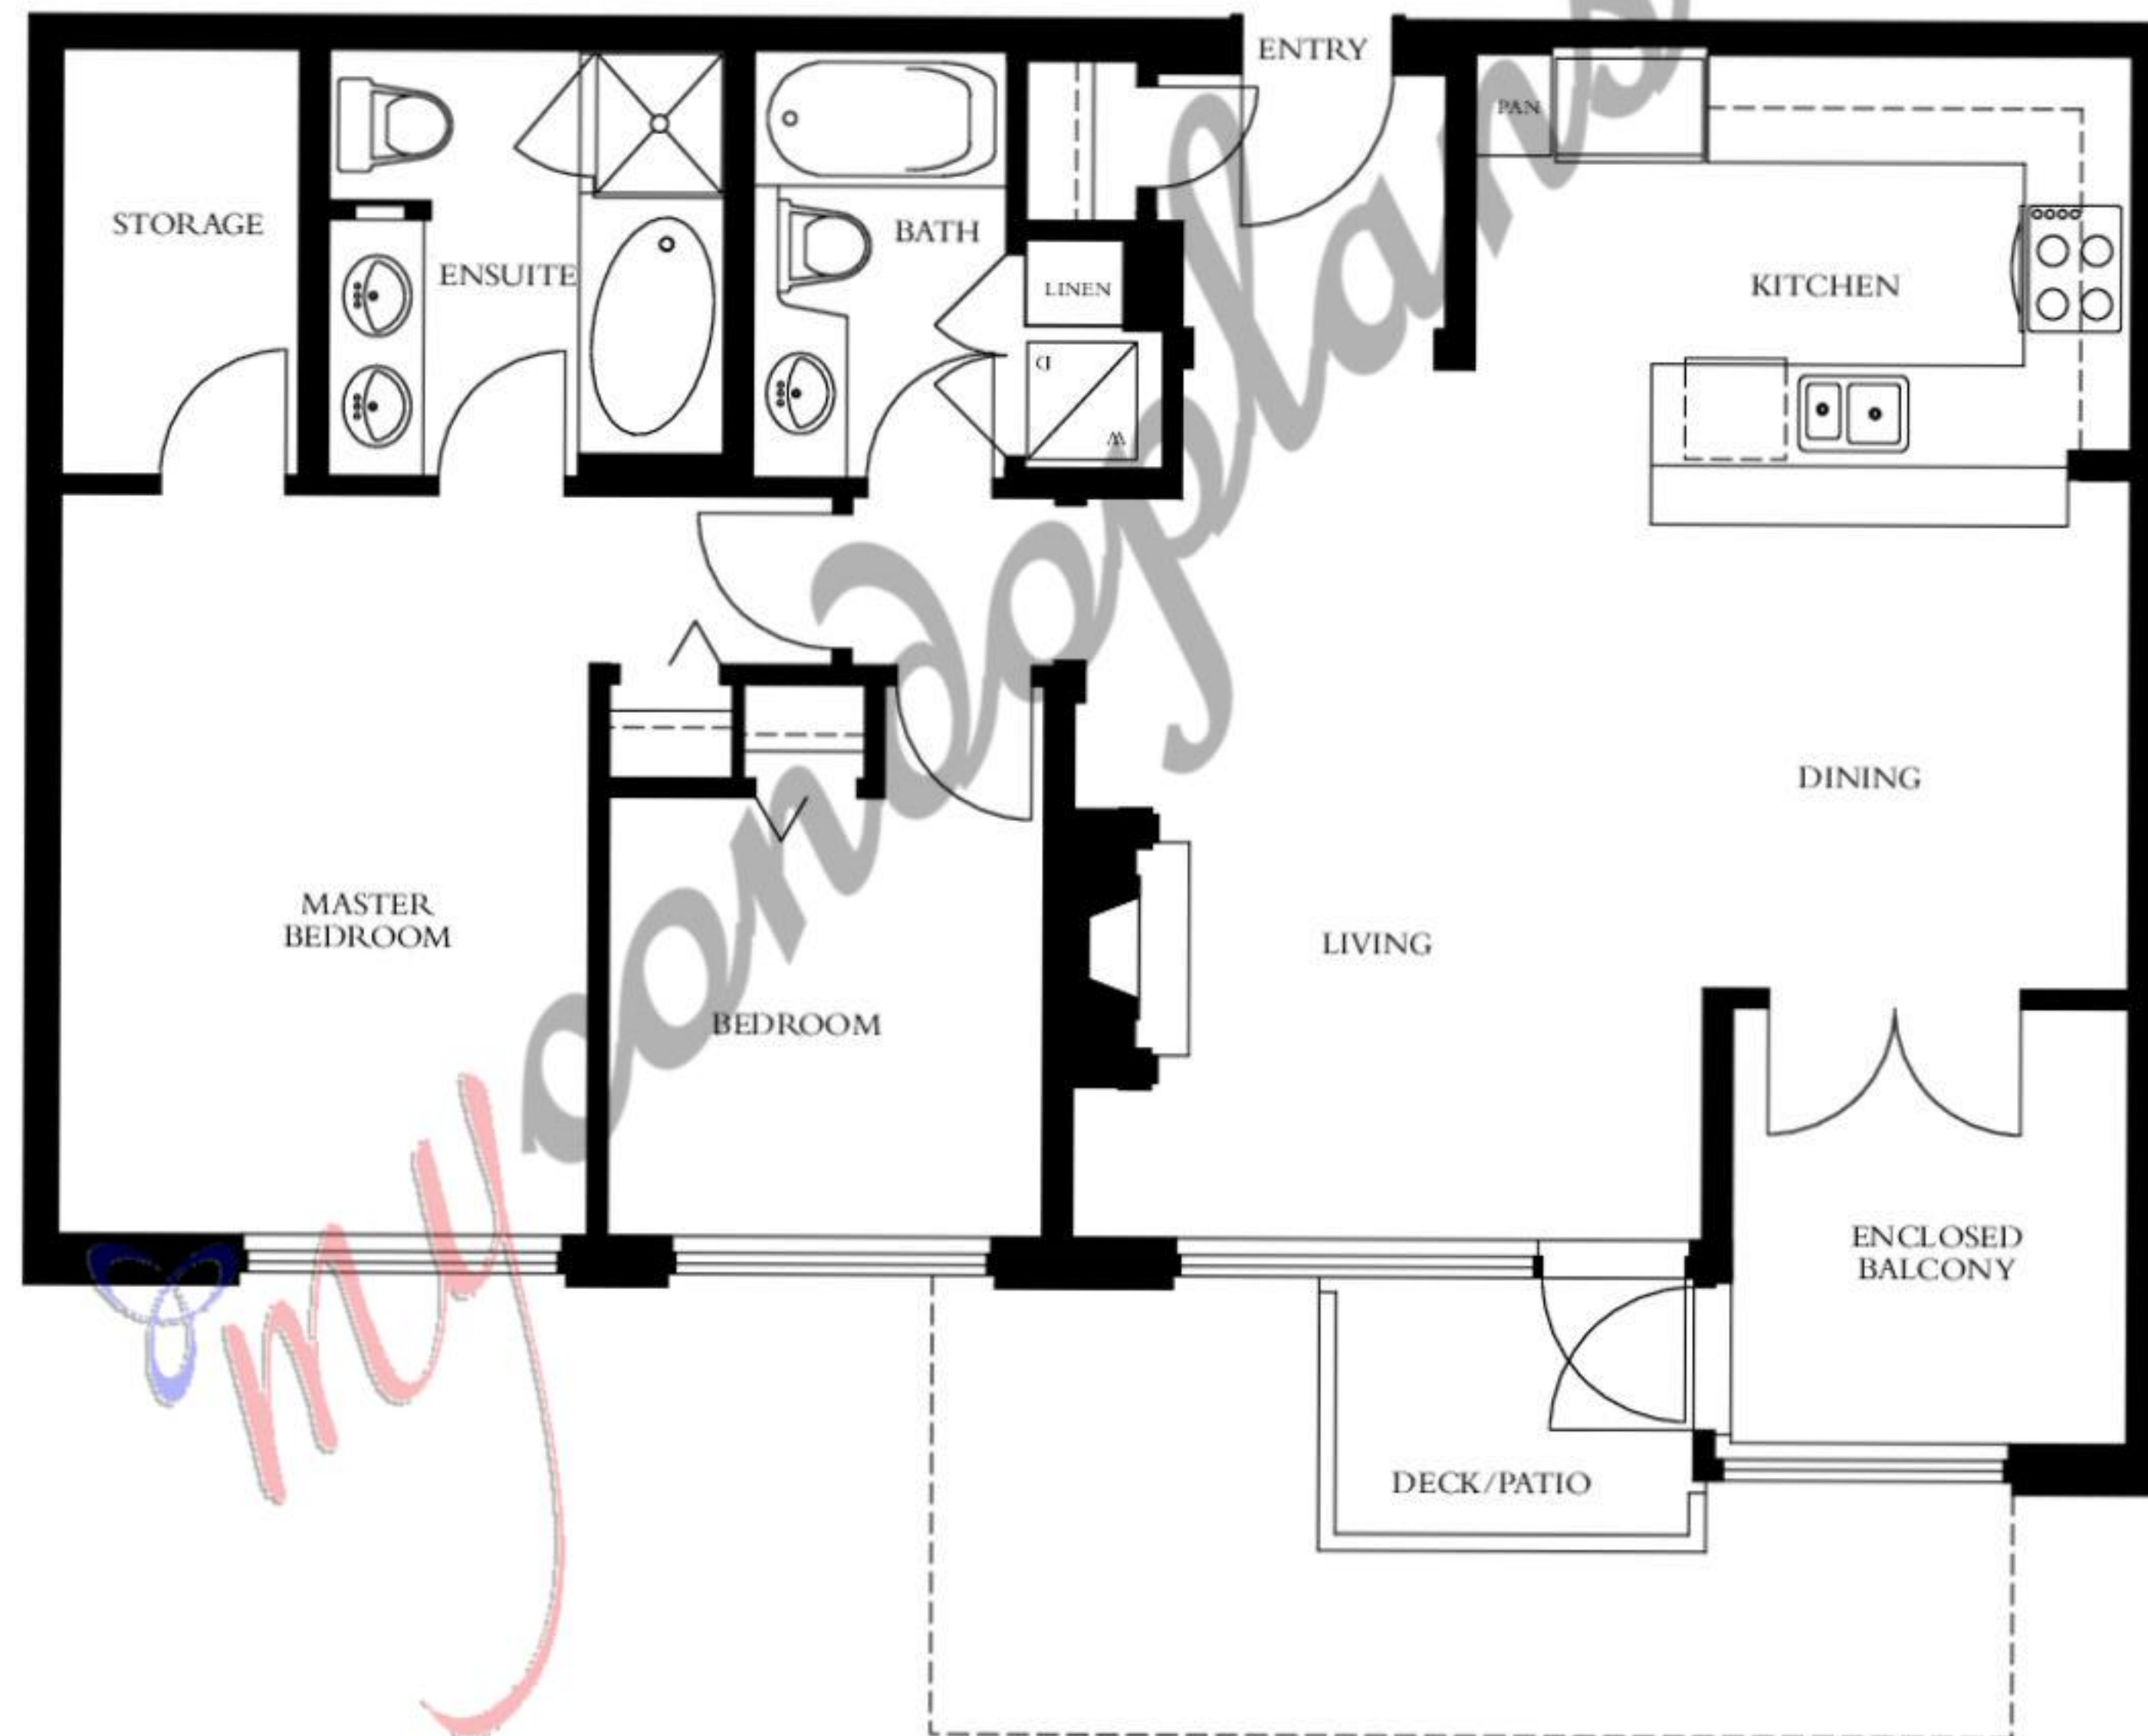 ENTRY
PAN
STORAGE
ENSUITE
BATH
LINEN
KITCHEN
D
W
DINING
MASTER
BEDROOM
LIVING
BEDROOM
ENCLOSED
BALCONY
DECK/PATIO
mycondoplans